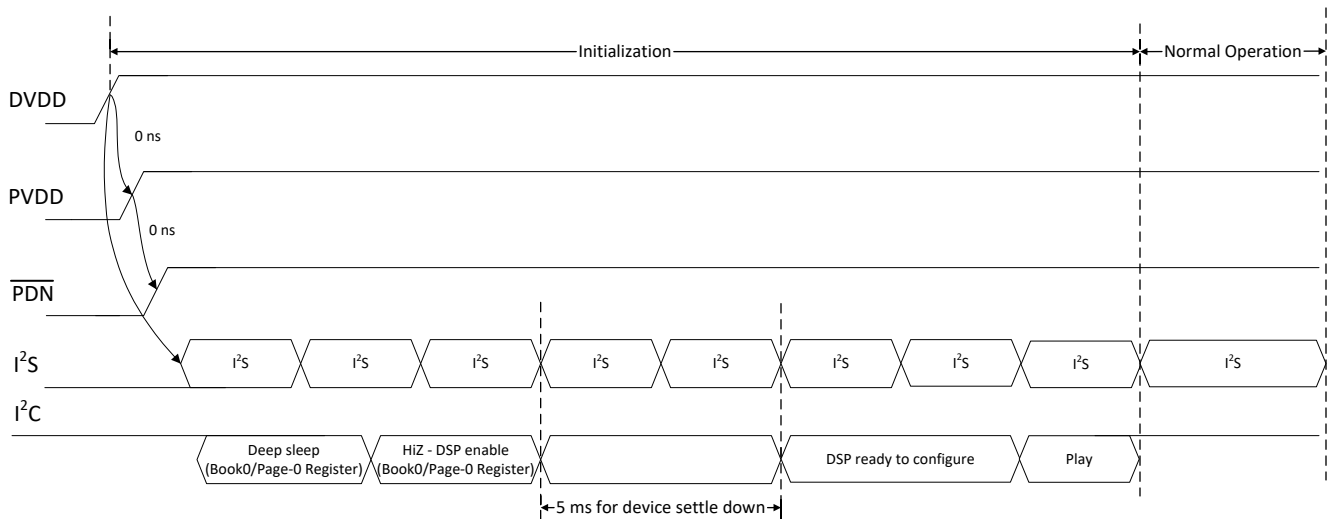 Initialization
Normal Operation
DVDD
0 ns
PVDD
0 ns
PDN
I²S
I²S I²S I²S I²S I²S I²S I²S I²S I²S
I²C
Deep sleep
(Book0/Page-0 Register)
HiZ - DSP enable
(Book0/Page-0 Register)
DSP ready to configure
Play
5 ms for device settle down